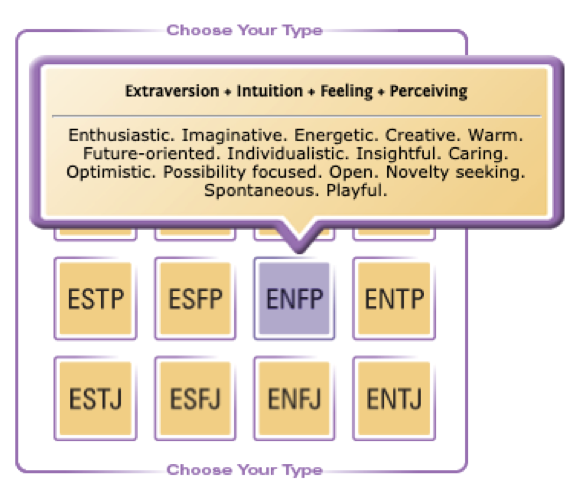 Choose Your Type
Extraversion + Intuition + Feeling + Perceiving
Enthusiastic. Imaginative. Energetic. Creative. Warm.
Future-oriented. Individualistic. Insightful. Caring.
Optimistic. Possibility focused. Open. Novelty seeking.
Spontaneous. Playful.
ESTP ESFP ENFP ENTP
ESTJ ESFJ ENFJ ENTJ
Choose Your Type